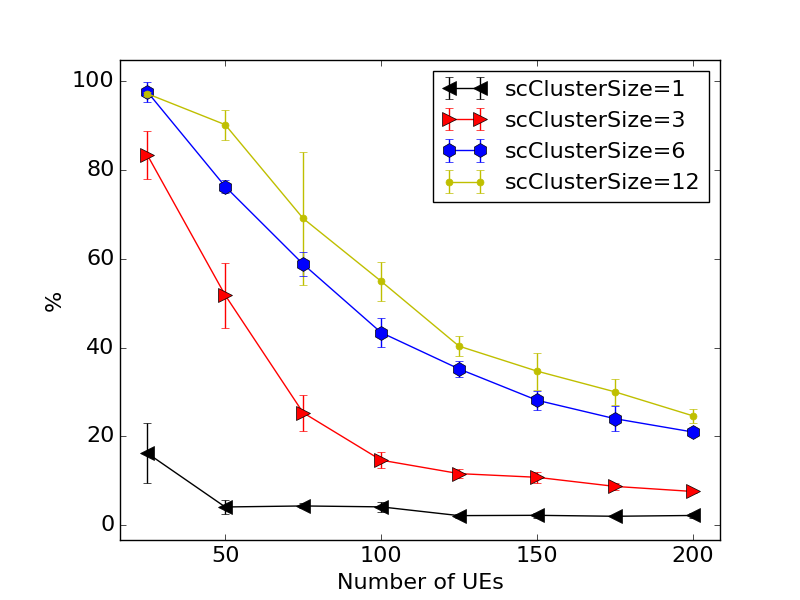 100
80
60
40
20
0
%
50
100
150
200
Number of UEs
scClusterSize=1
scClusterSize=3
scClusterSize=6
scClusterSize=12